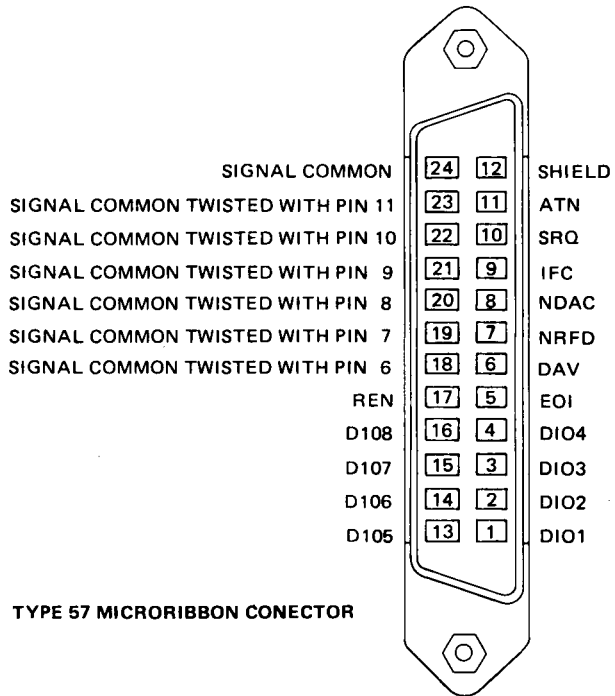 SIGNAL COMMON 24 12 SHIELD
SIGNAL COMMON TWISTED WITH PIN 11 23 11 ATN
SIGNAL COMMON TWISTED WITH PIN 10 22 10 SRQ
SIGNAL COMMON TWISTED WITH PIN 9 21 9 IFC
SIGNAL COMMON TWISTED WITH PIN 8 20 8 NDAC
SIGNAL COMMON TWISTED WITH PIN 7 19 7 NRFD
SIGNAL COMMON TWISTED WITH PIN 6 18 6 DAV
REN 17 5 EOI
D108 16 4 DIO4
D107 15 3 DIO3
D106 14 2 DIO2
D105 13 1 DIO1
TYPE 57 MICRORIBBON CONECTOR